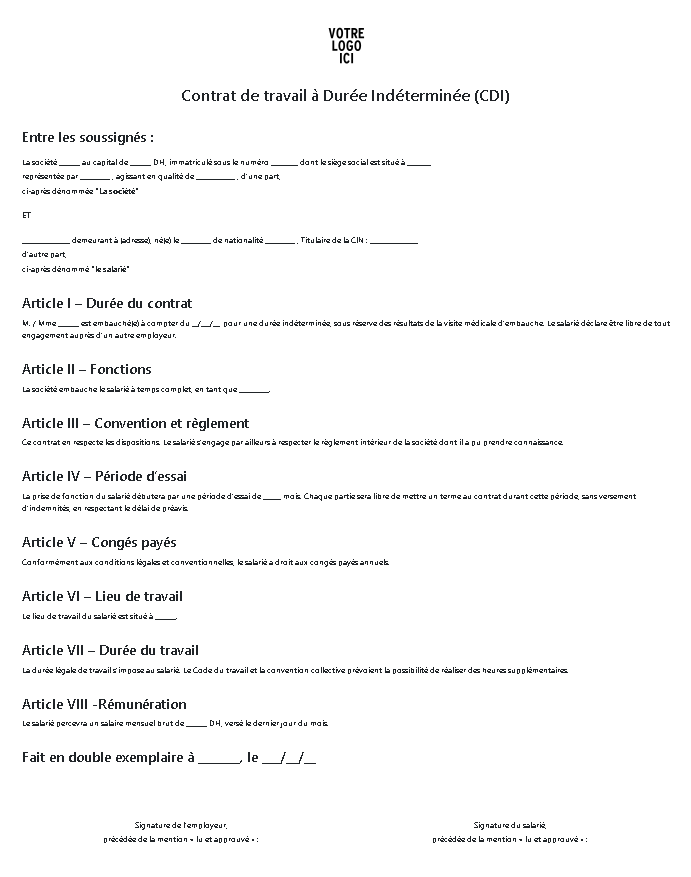 VOTRE
LOGO
ICI
Contrat de travail à Durée Indéterminée (CDI)
Entre les soussignés :
La société _____ au capital de _____ DH, immatriculé sous le numéro ______ dont le siège social est situé à _____
représentée par _______, agissant en qualité de _________, d'une part,
ci-après dénommée "La société"
ET
___________ demeurant à (adresse), né(e) le _______ de nationalité _______, Titulaire de la CIN : ___________
d'autre part,
ci-après dénommé "le salarié"
Article I – Durée du contrat
M. / Mme _____ est embauché(e) à compter du __/__/__ pour une durée indéterminée, sous réserve des résultats de la visite médicale d'embauche. Le salarié déclare être libre de tout
engagement auprès d'un autre employeur.
Article II – Fonctions
La société embauche le salarié à temps complet, en tant que _______.
Article III – Convention et règlement
Ce contrat en respecte les dispositions. Le salarié s'engage par ailleurs à respecter le règlement intérieur de la société dont il a pu prendre connaissance.
Article IV – Période d'essai
La prise de fonction du salarié débutera par une période d'essai de ____ mois. Chaque partie sera libre de mettre un terme au contrat durant cette période, sans versement
d'indemnités, en respectant le délai de préavis.
Article V – Congés payés
Conformément aux conditions légales et conventionnelles, le salarié a droit aux congés payés annuels.
Article VI – Lieu de travail
Le lieu de travail du salarié est situé à _____.
Article VII – Durée du travail
La durée légale de travail s'impose au salarié. Le Code du travail et la convention collective prévoient la possibilité de réaliser des heures supplémentaires.
Article VIII -Rémunération
Le salarié percevra un salaire mensuel brut de _____ DH, versé le dernier jour du mois.
Fait en double exemplaire à ______, le ___/__/__
Signature de l'employeur, Signature du salarié,
précédée de la mention « lu et approuvé » : précédée de la mention « lu et approuvé » :